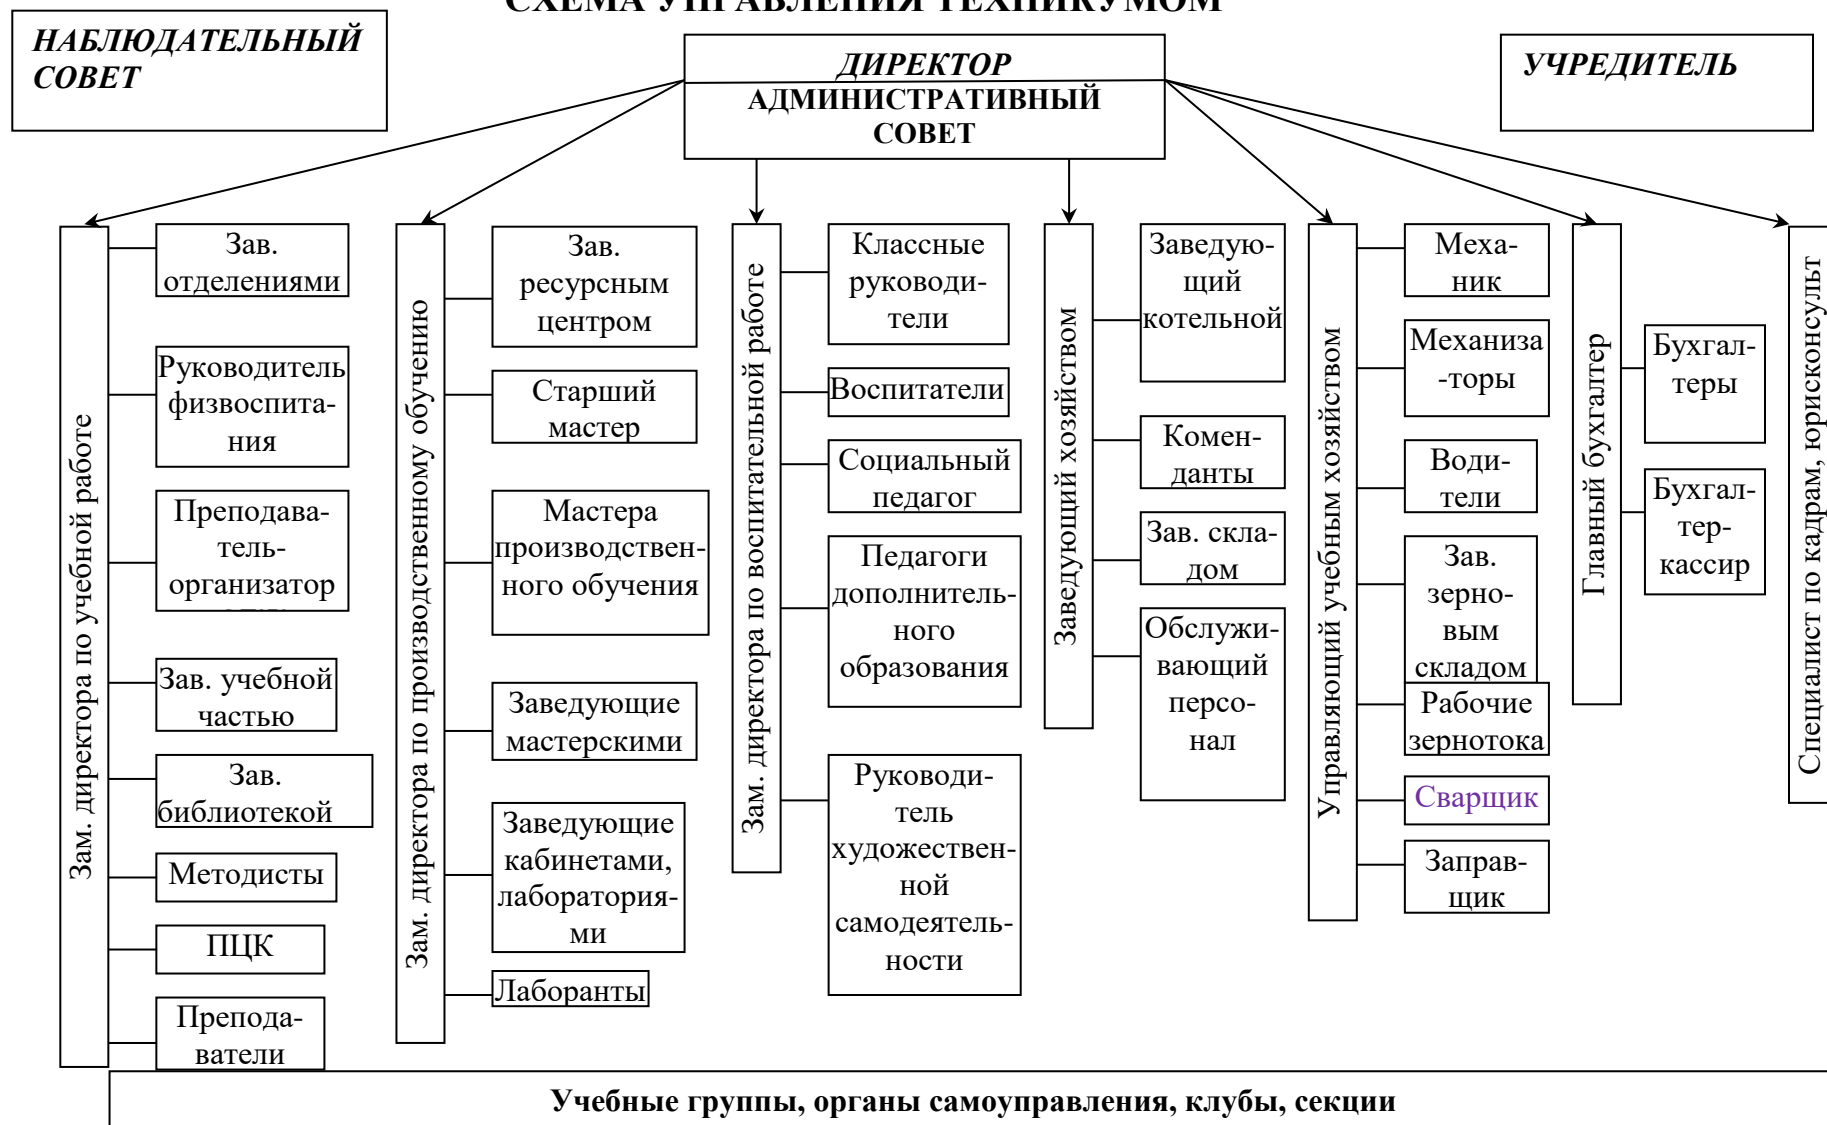 СХЕМА УПРАВЛЕНИЯ ТЕХНИКУМОМ
НАБЛЮДАТЕЛЬНЫЙ
СОВЕТ
ДИРЕКТОР
АДМИНИСТРАТИВНЫЙ
СОВЕТ
УЧРЕДИТЕЛЬ
Зам. директора по учебной работе
Зав.
отделениями
Руководитель
физвоспита-
ния
Преподава-
тель-
организатор
Зав. учебной
частью
Зав.
библиотекой
Методисты
ПЦК
Препода-
ватели
Зам. директора по производственному обучению
Зав.
ресурсным
центром
Старший
мастер
Мастера
производствен-
ного обучения
Заведующие
мастерскими
Заведующие
кабинетами,
лаборатория-
ми
Лаборанты
Зам. директора по воспитательной работе
Классные
руководи-
тели
Воспитатели
Социальный
педагог
Педагоги
дополнитель-
ного
образования
Руководи-
тель
художествен-
ной
самодеятель-
ности
Заведующий хозяйством
Заведую-
щий
котельной
Комен-
данты
Зав. скла-
дом
Обслужи-
вающий
персо-
нал
Управляющий учебным хозяйством
Меха-
ник
Механиза
-торы
Води-
тели
Зав.
зерно-
вым
складом
Рабочие
зернотока
Сварщик
Заправ-
щик
Главный бухгалтер
Бухгал-
теры
Бухгал-
тер-
кассир
Специалист по кадрам, юрисконсульт
Учебные группы, органы самоуправления, клубы, секции